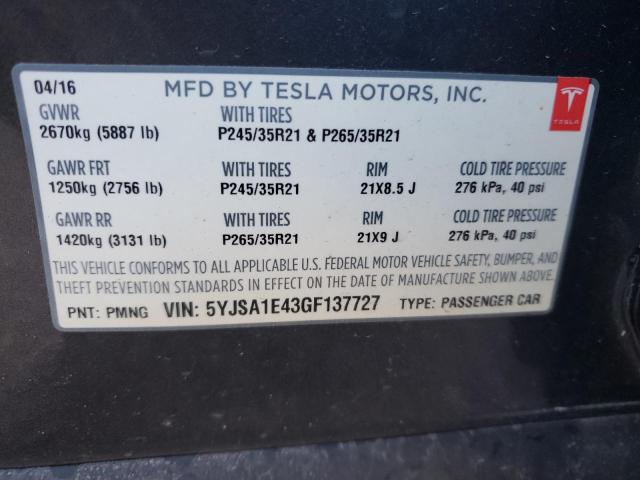 04/16 MFD BY TESLA MOTORS, INC.
TESLA
GVWR WITH TIRES
2670kg (5887 lb) P245/35R21 & P265/35R21
GAWR FRT WITH TIRES RIM COLD TIRE PRESSURE
1250kg (2756 lb) P245/35R21 21X8.5 J 276 kPa, 40 psi
GAWR RR WITH TIRES RIM COLD TIRE PRESSURE
1420kg (3131 lb) P265/35R21 21X9 J 276 kPa, 40 psi
THIS VEHICLE CONFORMS TO ALL APPLICABLE U.S. FEDERAL MOTOR VEHICLE SAFETY, BUMPER, AND
THEFT PREVENTION STANDARDS IN EFFECT ON THE DATE OF MANUFACTURE SHOWN ABOVE.
PNT: PMNG VIN: 5YJSA1E43GF137727 TYPE: PASSENGER CAR